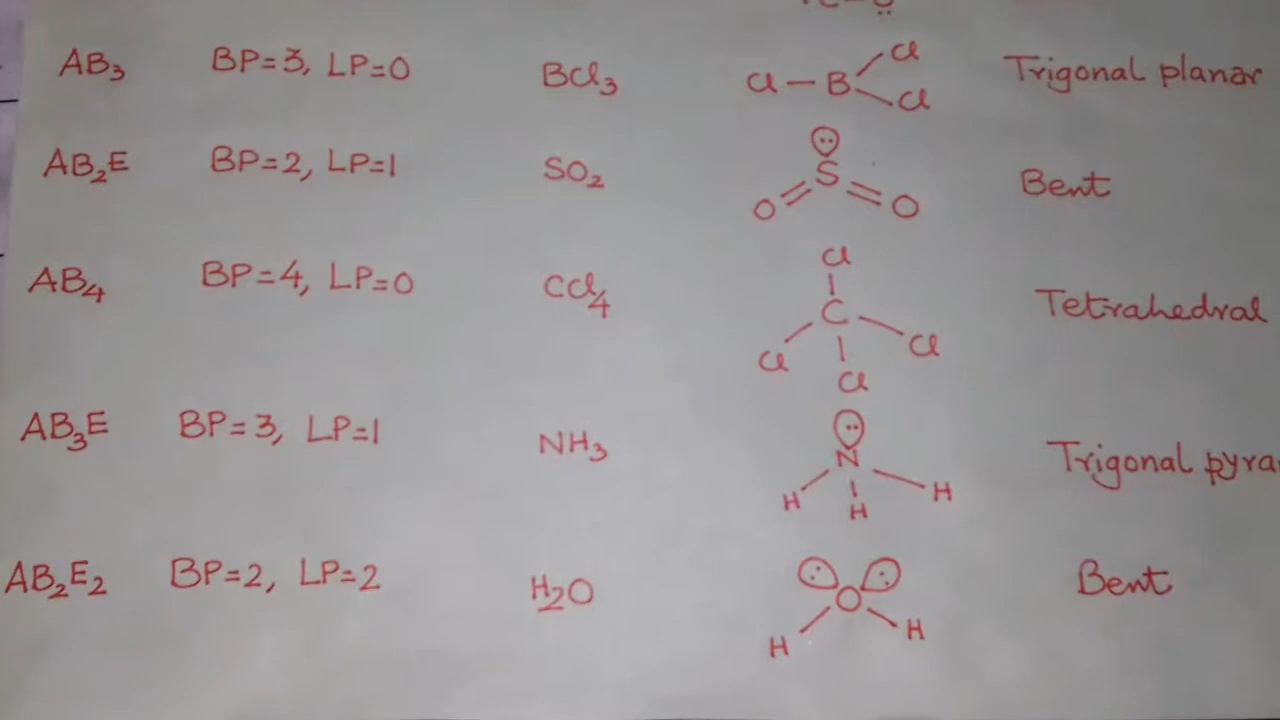 AB₃ BP=3, LP=0 BCl₃ Cl–B Cl Cl Trigonal planar
AB₂E BP=2, LP=1 SO₂ S O O Bent
AB₄ BP=4, LP=0 CCl₄ Cl C Cl Cl Cl Tetrahedral
AB₃E BP=3, LP=1 NH₃ N H H H Trigonal pyra
AB₂E₂ BP=2, LP=2 H₂O O H H Bent